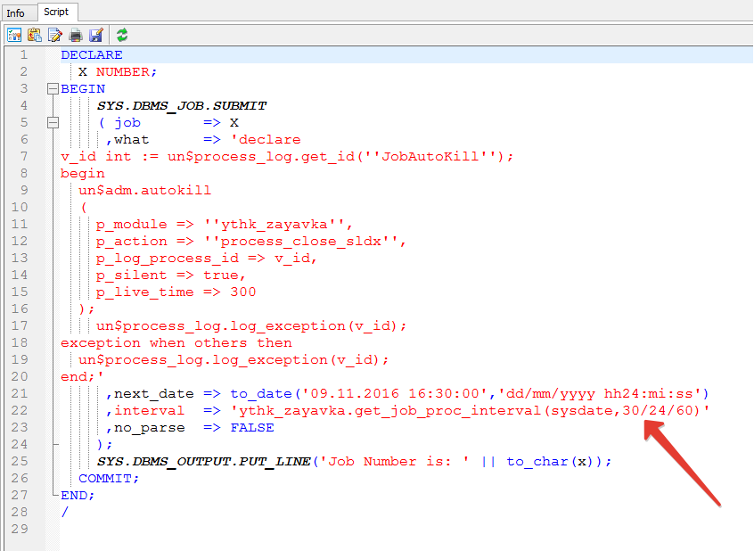 Info Script
1 DECLARE
2 X NUMBER;
3 BEGIN
4 SYS.DBMS_JOB.SUBMIT
5 ( job => X
6 ,what => 'declare
7 v_id int := un$process_log.get_id(''JobAutoKill'');
8 begin
9 un$adm.autokill
10 (
11 p_module => ''ythk_zayavka'',
12 p_action => ''process_close_sldx'',
13 p_log_process_id => v_id,
14 p_silent => true,
15 p_live_time => 300
16 );
17 un$process_log.log_exception(v_id);
18 exception when others then
19 un$process_log.log_exception(v_id);
20 end;'
21 ,next_date => to_date('09.11.2016 16:30:00','dd/mm/yyyy hh24:mi:ss')
22 ,interval => 'ythk_zayavka.get_job_proc_interval(sysdate,30/24/60)'
23 ,no_parse => FALSE
24 );
25 SYS.DBMS_OUTPUT.PUT_LINE('Job Number is: ' || to_char(x));
26 COMMIT;
27 END;
28 /
29